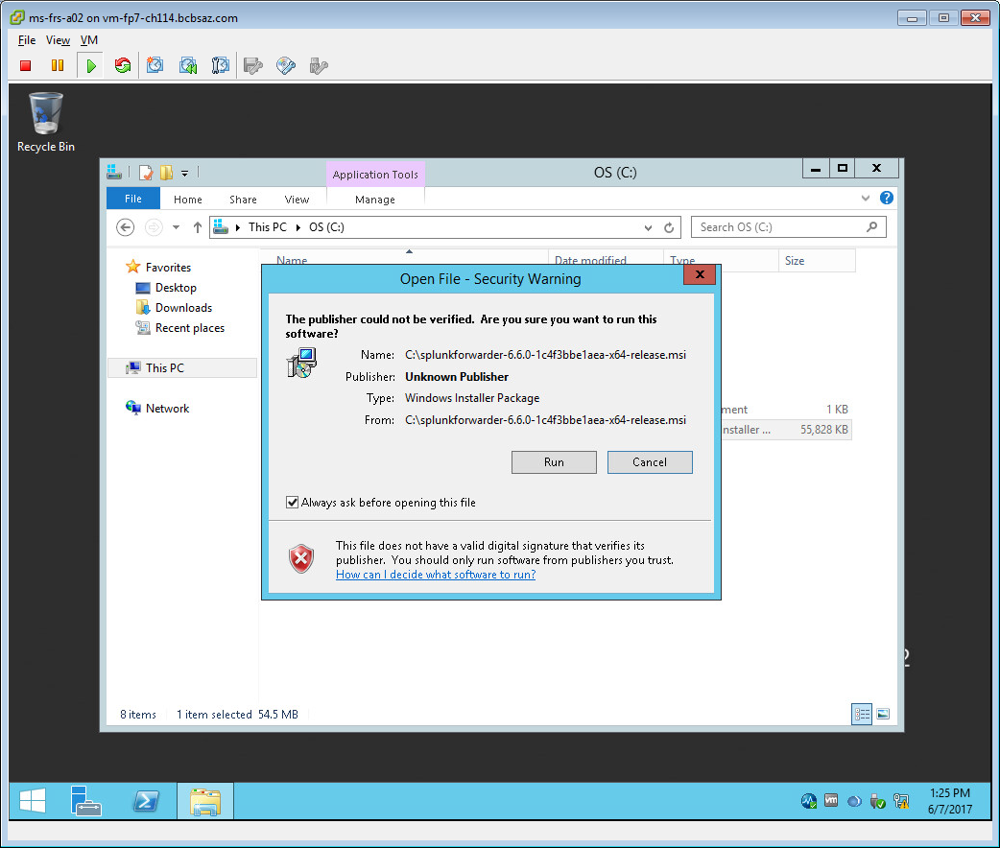 ms-frs-a02 on vm-fp7-ch114.bcbsaz.com
File View VM
Recycle Bin
Application Tools
OS (C:)
File Home Share View Manage
This PC OS (C:)
Search OS (C:)
Name Date modified Type Size
Favorites
Desktop
Downloads
Recent places
This PC
Network
Open File - Security Warning
The publisher could not be verified. Are you sure you want to run this
software?
Name: C:\splunkforwarder-6.6.0-1c4f3bbe1aea-x64-release.msi
Publisher: Unknown Publisher
Type: Windows Installer Package
From: C:\splunkforwarder-6.6.0-1c4f3bbe1aea-x64-release.msi
Run Cancel
Always ask before opening this file
This file does not have a valid digital signature that verifies its
publisher. You should only run software from publishers you trust.
How can I decide what software to run?
ment 1 KB
nstaller ... 55,828 KB
8 items 1 item selected 54.5 MB
2
vm
1:25 PM
6/7/2017